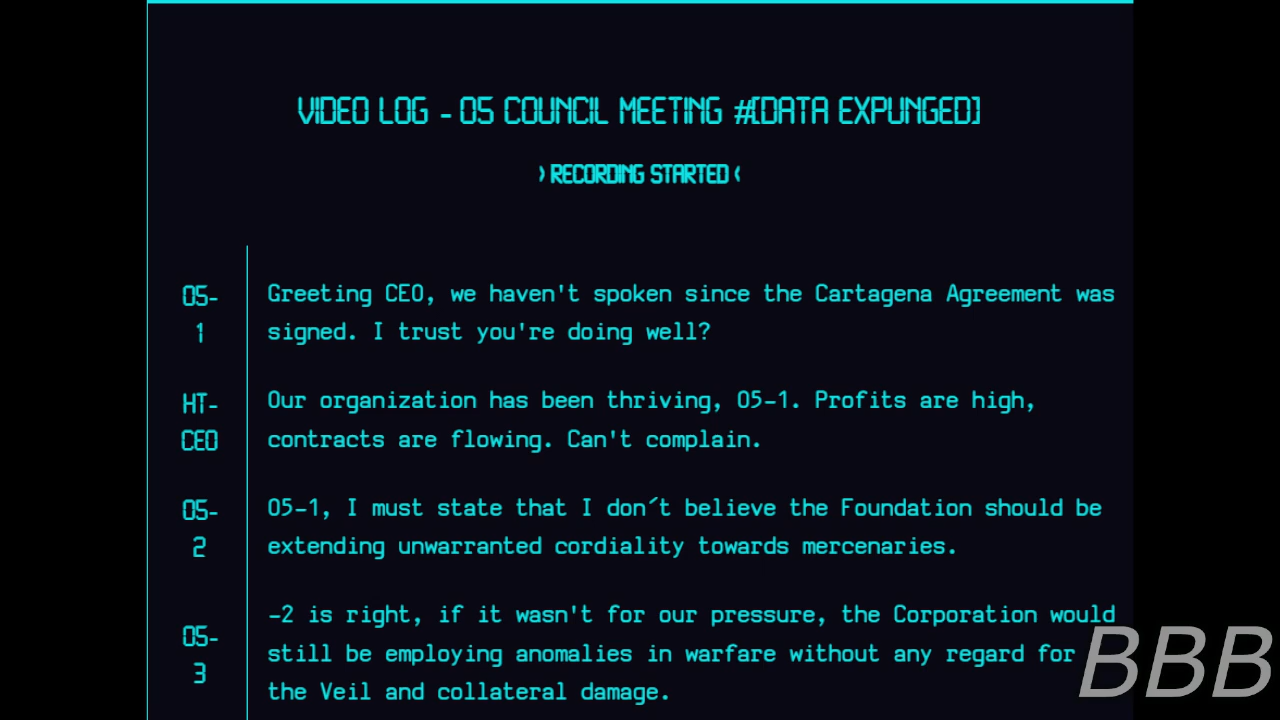 VIDEO LOG - 05 COUNCIL MEETING #[DATA EXPUNGED]
) RECORDING STARTED (
05-
1
Greeting CEO, we haven't spoken since the Cartagena Agreement was
signed. I trust you're doing well?
HT-
CEO
Our organization has been thriving, O5-1. Profits are high,
contracts are flowing. Can't complain.
05-
2
O5-1, I must state that I don´t believe the Foundation should be
extending unwarranted cordiality towards mercenaries.
05-
3
-2 is right, if it wasn't for our pressure, the Corporation would
still be employing anomalies in warfare without any regard for
the Veil and collateral damage.
BBB